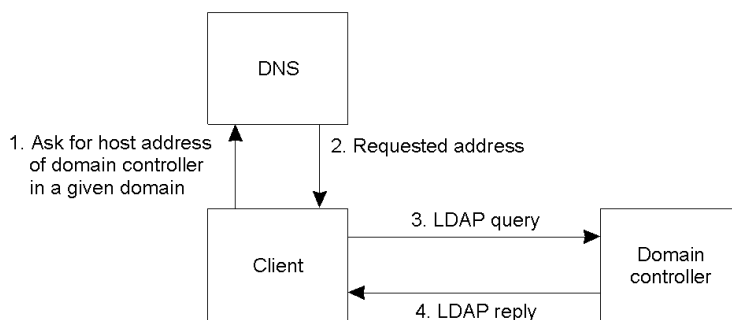 DNS
1. Ask for host address
of domain controller
in a given domain
2. Requested address
3. LDAP query
Client
Domain
controller
4. LDAP reply